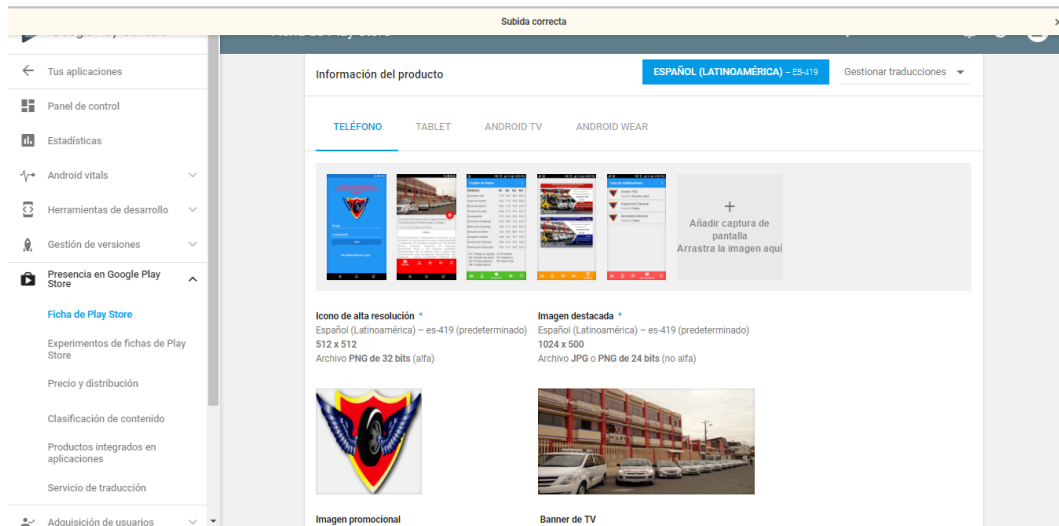 Subida correcta
Tus aplicaciones
Panel de control
Estadísticas
Android vitals
Herramientas de desarrollo
Gestión de versiones
Presencia en Google Play
Store
Ficha de Play Store
Experimentos de fichas de Play
Store
Precio y distribución
Clasificación de contenido
Productos integrados en
aplicaciones
Servicio de traducción
Adquisición de usuarios
Información del producto
ESPAÑOL (LATINOAMÉRICA) – ES-419
Gestionar traducciones
TELÉFONO TABLET ANDROID TV ANDROID WEAR
Añadir captura de
pantalla
Arrastra la imagen aquí
Icono de alta resolución *
Español (Latinoamérica) – es-419 (predeterminado)
512 x 512
Archivo PNG de 32 bits (alfa)
Imagen destacada *
Español (Latinoamérica) – es-419 (predeterminado)
1024 x 500
Archivo JPG o PNG de 24 bits (no alfa)
Imagen promocional
Banner de TV